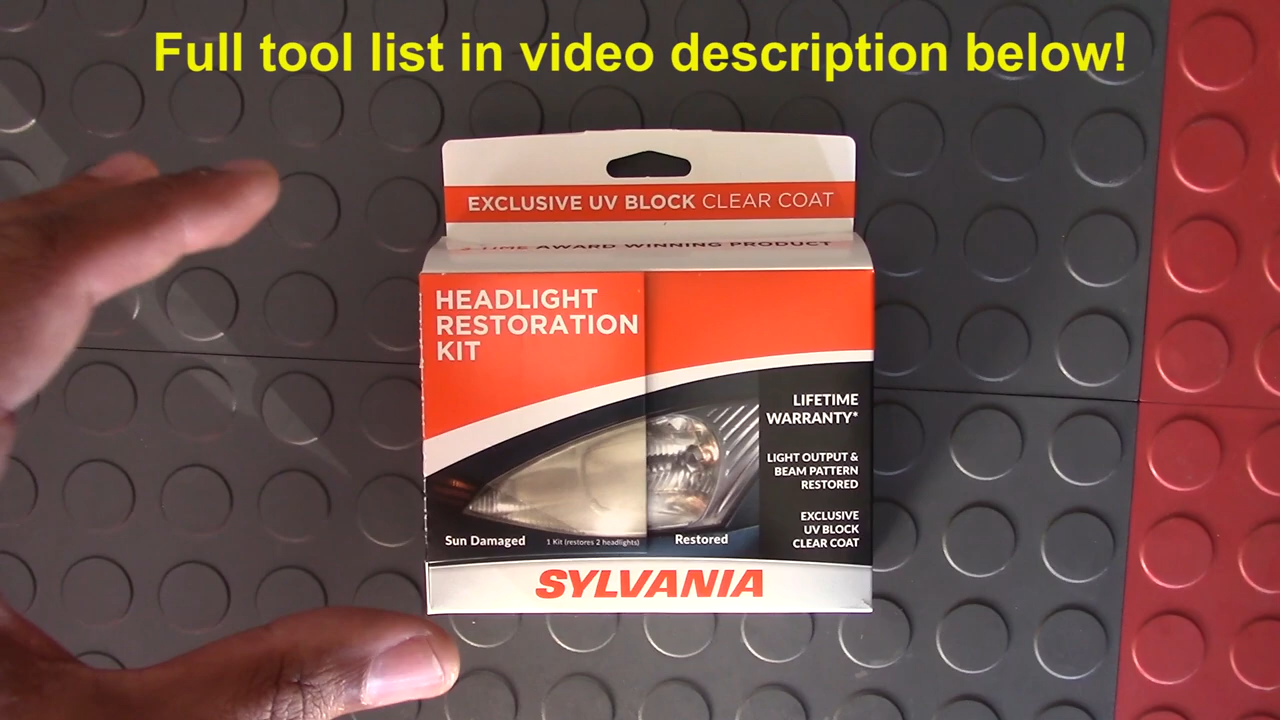 Full tool list in video description below!
EXCLUSIVE UV BLOCK CLEAR COAT
TIME AWARD WINNING PRODUCT
HEADLIGHT
RESTORATION
KIT
LIFETIME
WARRANTY*
LIGHT OUTPUT &
BEAM PATTERN
RESTORED
EXCLUSIVE
UV BLOCK
CLEAR COAT
Sun Damaged
1 Kit (restores 2 headlights)
Restored
SYLVANIA